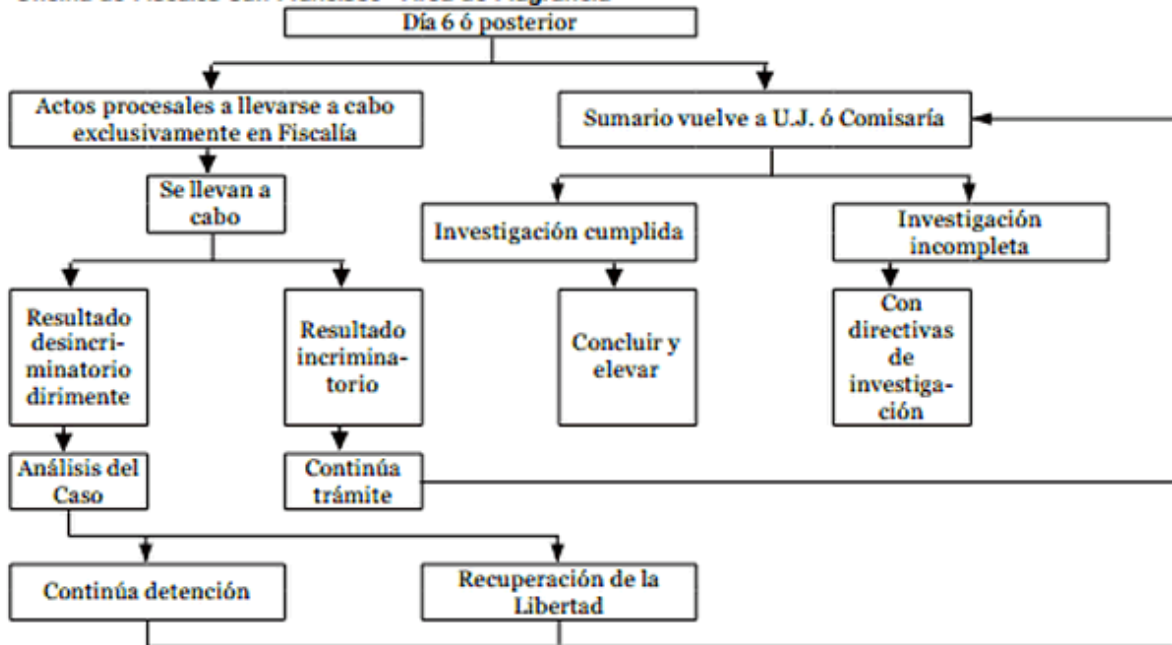 Día 6 ó posterior
Actos procesales a llevarse a cabo
exclusivamente en Fiscalía
Sumario vuelve a U.J. ó Comisaría
Se llevan a
cabo
Investigación cumplida
Investigación
incompleta
Resultado
desincri-
minatorio
dirimente
Resultado
incrimina-
torio
Concluir y
elevar
Con
directivas
de
investiga-
ción
Análisis del
Caso
Continúa
trámite
Continúa detención
Recuperación de la
Libertad